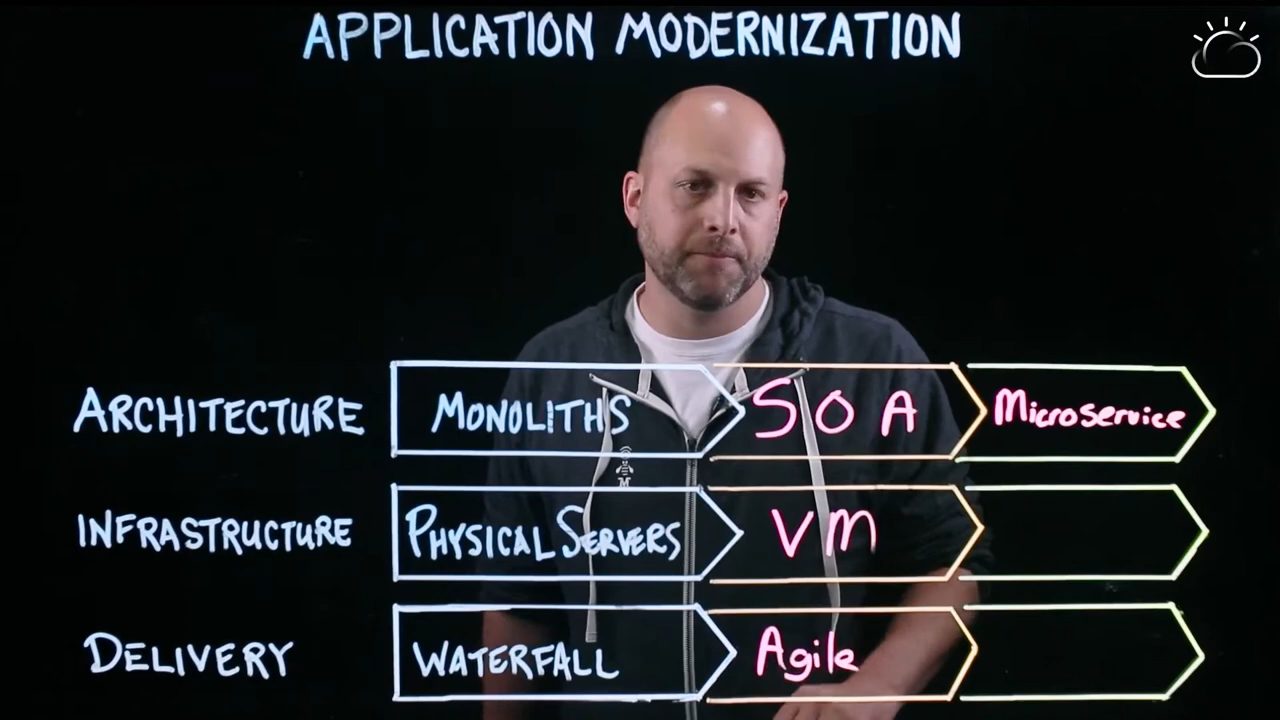 APPLICATION MODERNIZATION
ARCHITECTURE MONOLITHS SOA Microservice
INFRASTRUCTURE PHYSICAL SERVERS VM
DELIVERY WATERFALL Agile